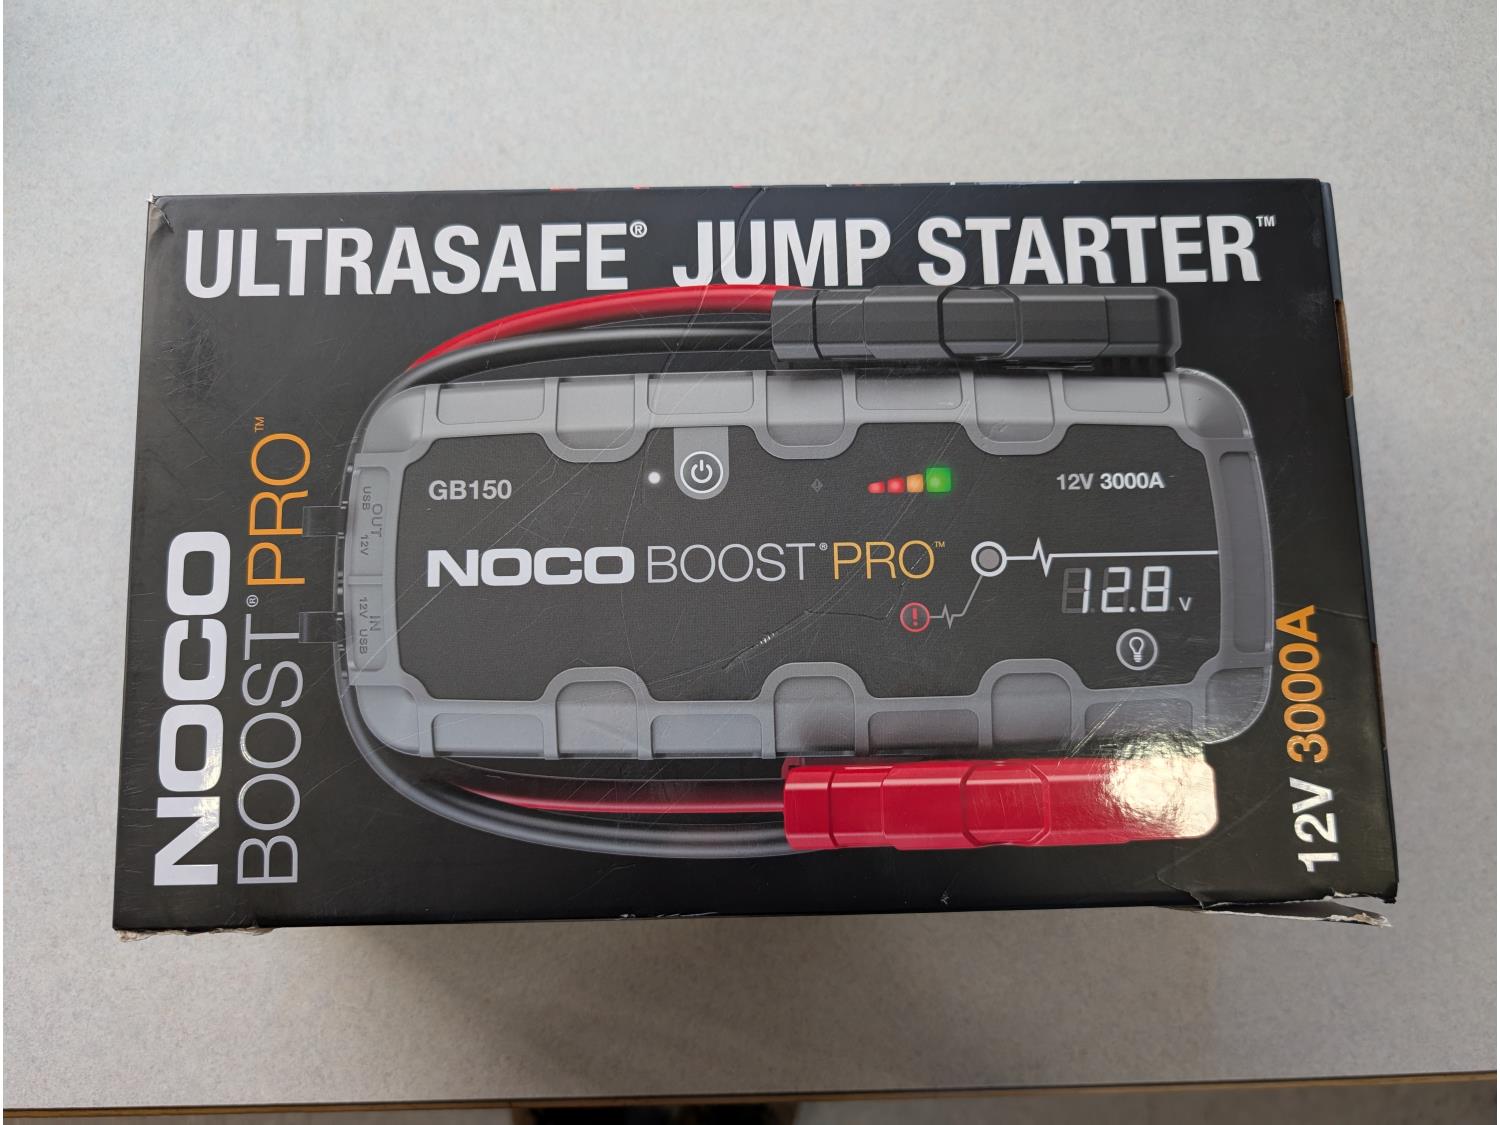 ULTRASAFE® JUMP STARTER™
NOCO
BOOST® PRO™
GB150
12V 3000A
NOCO BOOST® PRO™
12.8 V
OUT
USB 12V
IN
12V USB
12V 3000A